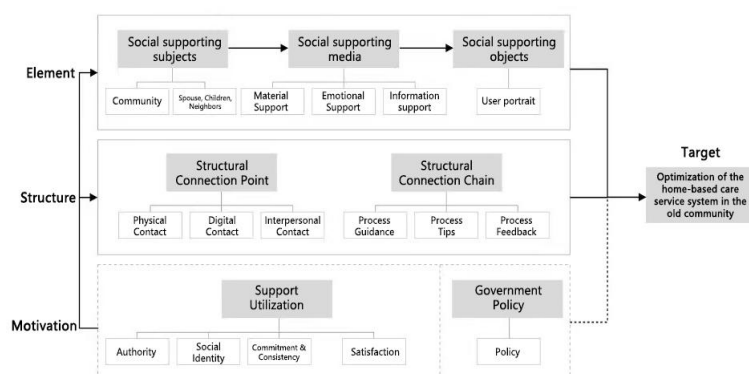 Element
Social supporting
subjects
Social supporting
media
Social supporting
objects
Community
Spouse, Children,
Neighbors
Material
Support
Emotional
Support
Information
support
User portrait
Structure
Structural
Connection Point
Structural
Connection Chain
Physical
Contact
Digital
Contact
Interpersonal
Contact
Process
Guidance
Process
Tips
Process
Feedback
Target
Optimization of the
home-based care
service system in the
old community
Motivation
Support
Utilization
Government
Policy
Authority
Social
Identity
Commitment &
Consistency
Satisfaction
Policy